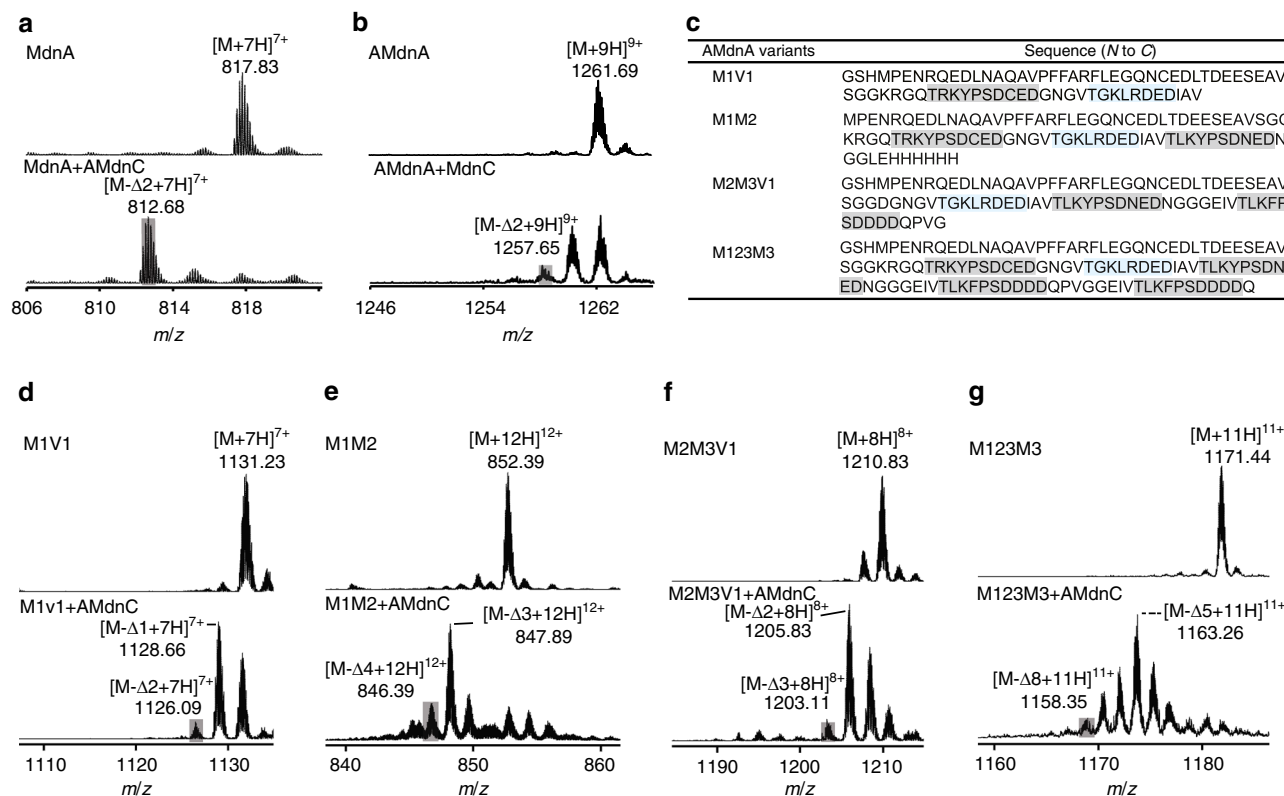 a
MdnA
[M+7H]7+
817.83
MdnA+AMdnC
[M-Δ2+7H]7+
812.68
806 810 814 818
m/z
b
AMdnA
[M+9H]9+
1261.69
AMdnA+MdnC
[M-Δ2+9H]9+
1257.65
1246 1254 1262
m/z
c
AMdnA variants Sequence (N to C)
M1V1 GSHMPENRQEDLNAQAVPFFARFLEGQNCEDLTDEESEAV
SGGKRGQTRKYPSDCEDGNGVTGKLRDEDIAV
M1M2 MPENRQEDLNAQAVPFFARFLEGQNCEDLTDEESEAVSGG
KRGQTRKYPSDCEDGNGVTGKLRDEDIAVTLKYPSDNEDN
GGLEHHHHHH
M2M3V1 GSHMPENRQEDLNAQAVPFFARFLEGQNCEDLTDEESEAV
SGGDGNGVTGKLRDEDIAVTLKYPSDNEDNGGGEIVTLKFP
SDDDDQPVG
M123M3 GSHMPENRQEDLNAQAVPFFARFLEGQNCEDLTDEESEAV
SGGKRGQTRKYPSDCEDGNGVTGKLRDEDIAVTLKYPSDN
EDNGGGEIVTLKFPSDDDDQPVGGEIVTLKFPSDDDDQ
d
M1V1
[M+7H]7+
1131.23
M1v1+AMdnC
[M-Δ1+7H]7+
1128.66
[M-Δ2+7H]7+
1126.09
1110 1120 1130
m/z
e
M1M2
[M+12H]12+
852.39
M1M2+AMdnC
[M-Δ3+12H]12+
847.89
[M-Δ4+12H]12+
846.39
840 850 860
m/z
f
M2M3V1
[M+8H]8+
1210.83
M2M3V1+AMdnC
[M-Δ2+8H]8+
1205.83
[M-Δ3+8H]8+
1203.11
1190 1200 1210
m/z
g
M123M3
[M+11H]11+
1171.44
M123M3+AMdnC
[M-Δ5+11H]11+
1163.26
[M-Δ8+11H]11+
1158.35
1160 1170 1180
m/z